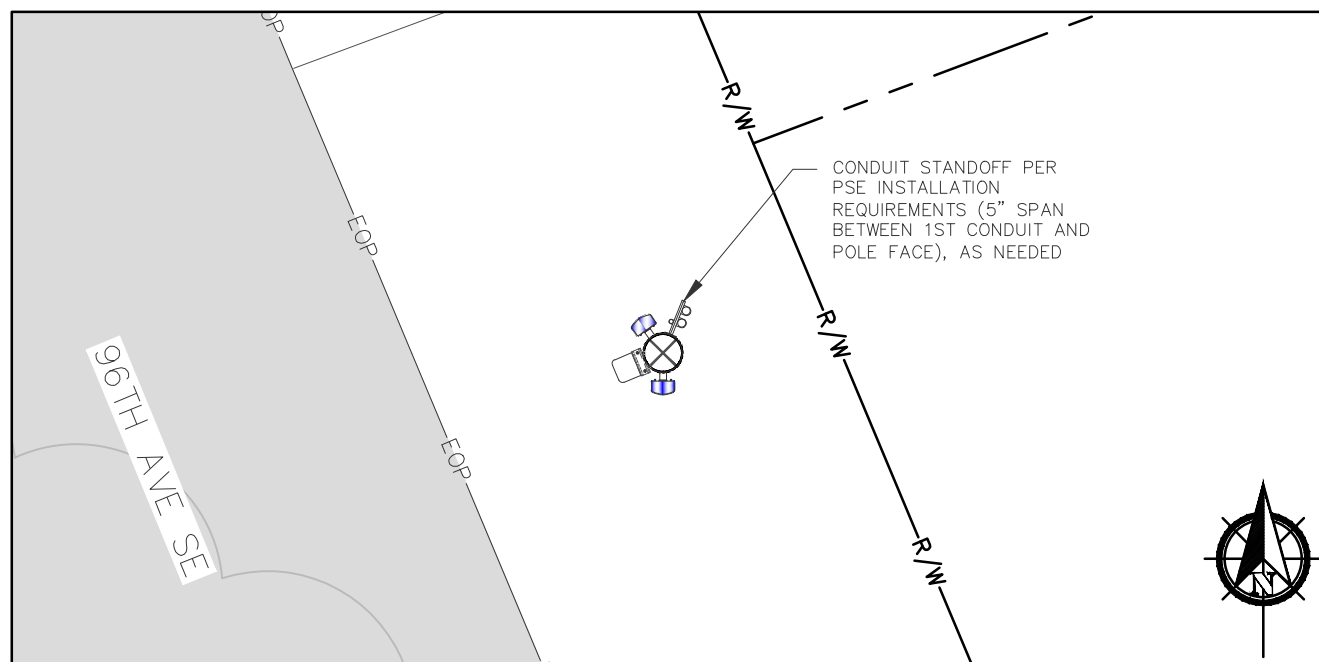 OP
R/W
CONDUIT STANDOFF PER
PSE INSTALLATION
REQUIREMENTS (5” SPAN
BETWEEN 1ST CONDUIT AND
POLE FACE), AS NEEDED
EOP
R/W
96TH AVE SE
EOP
R/W
N